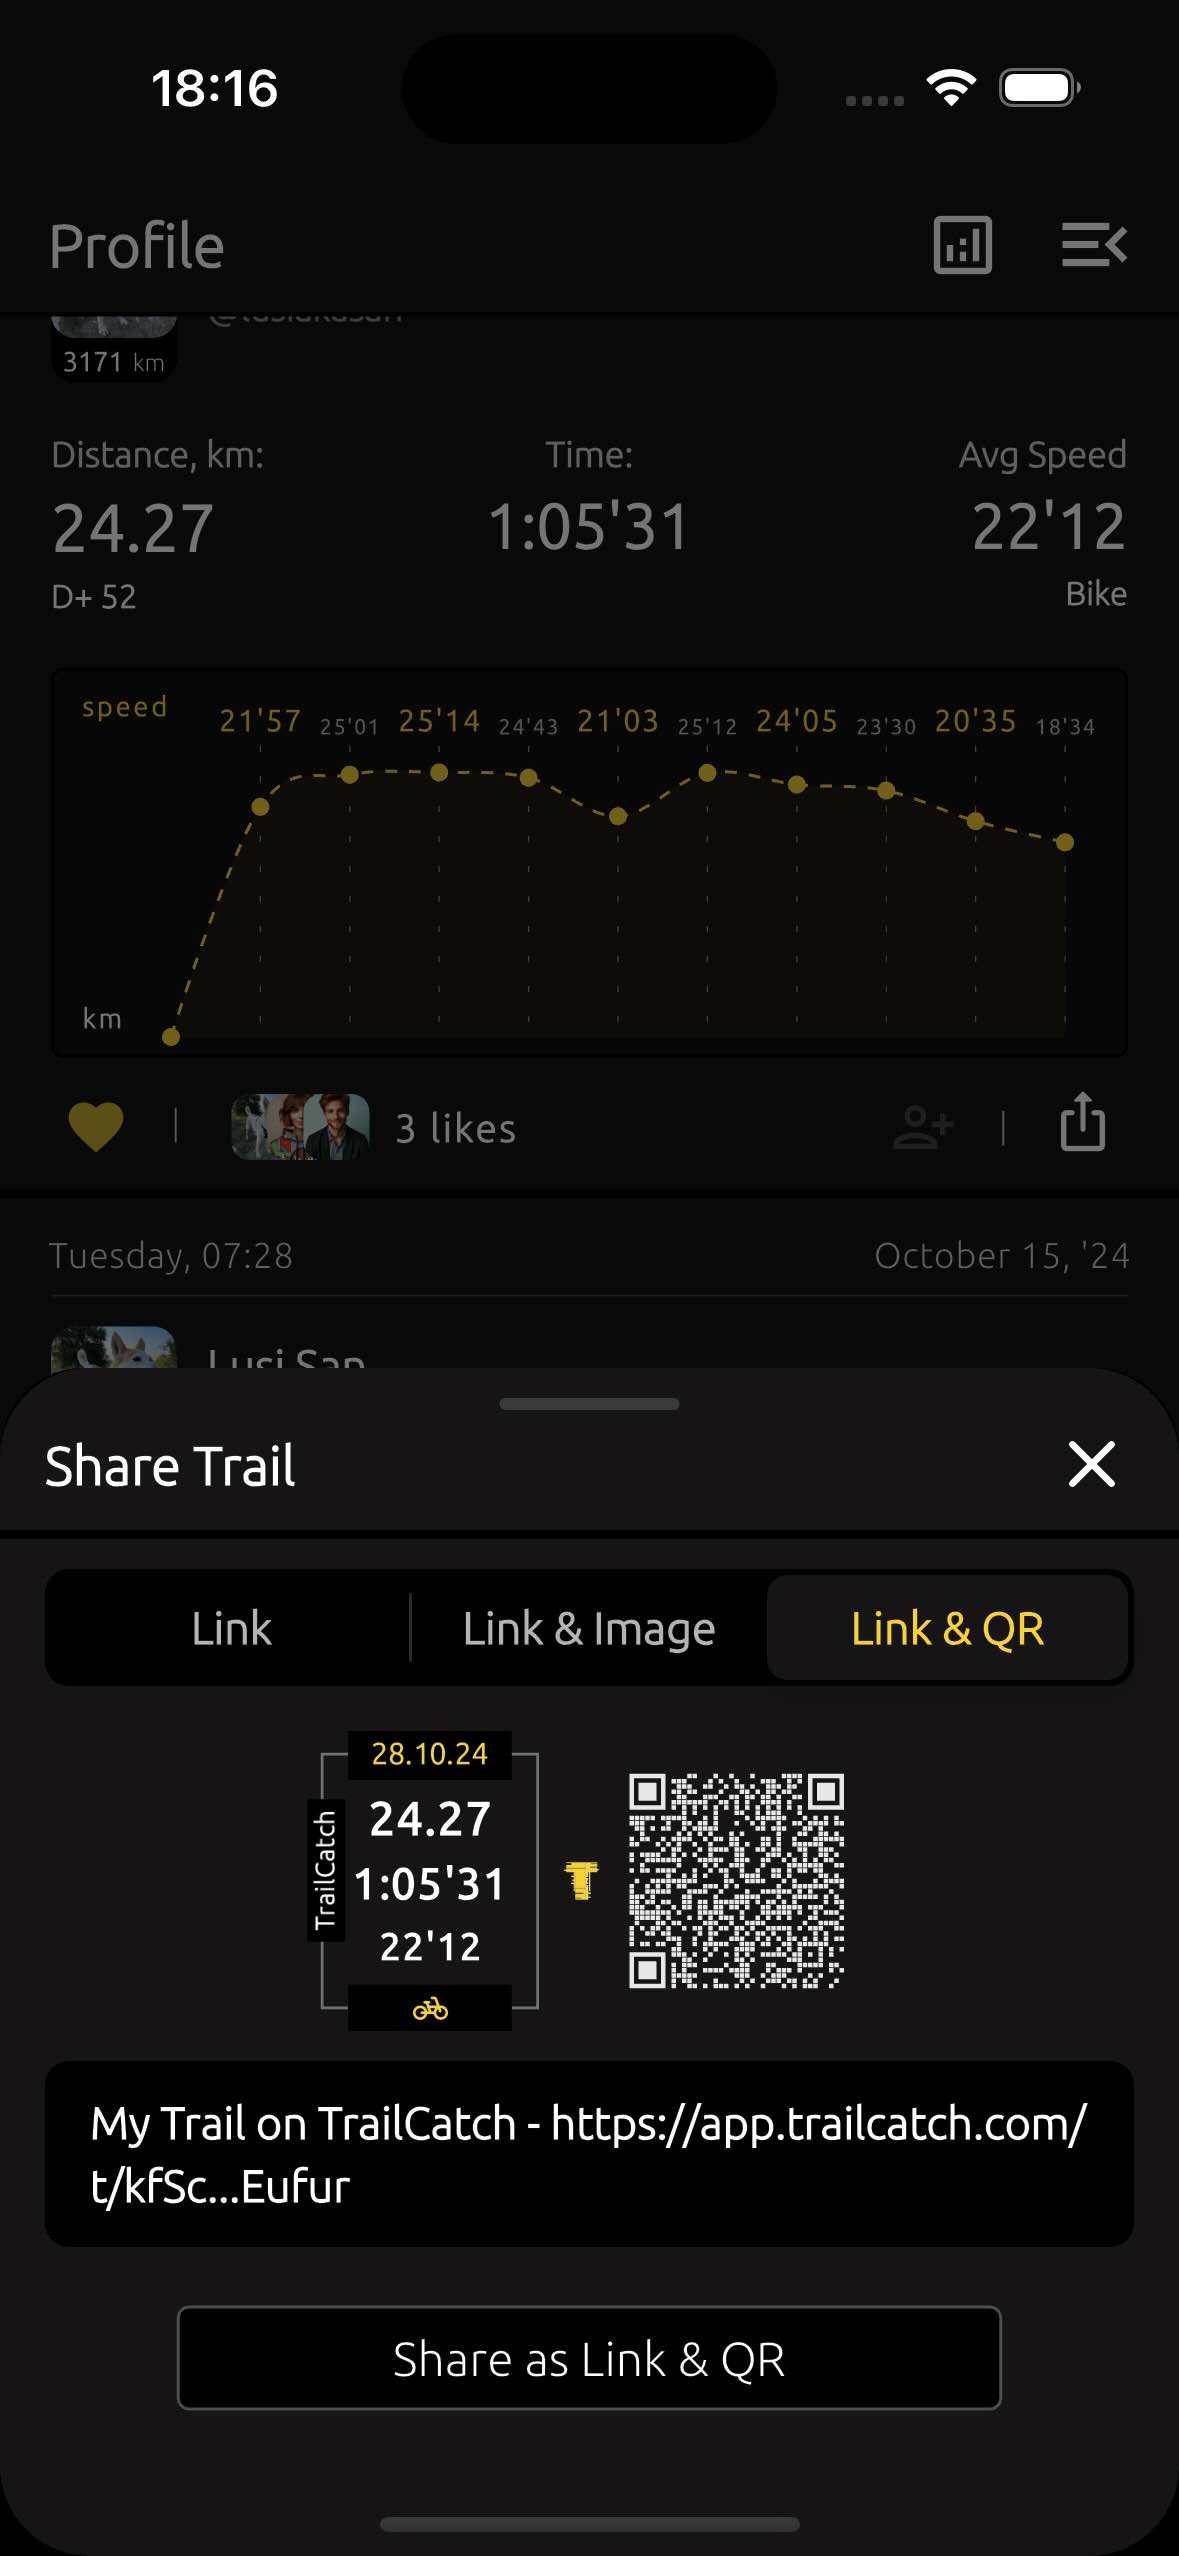 18:16
Profile
3171 km
Distance, km: Time: Avg Speed
24.27 1:05'31 22'12
D+ 52 Bike
speed 21'57 25'01 25'14 24'43 21'03 25'12 24'05 23'30 20'35 18'34
km
3 likes
Tuesday, 07:28 October 15, '24
Lusi San
Share Trail
Link Link & Image Link & QR
28.10.24
TrailCatch
24.27
1:05'31
22'12
My Trail on TrailCatch - https://app.trailcatch.com/
t/kfSc...Eufur
Share as Link & QR